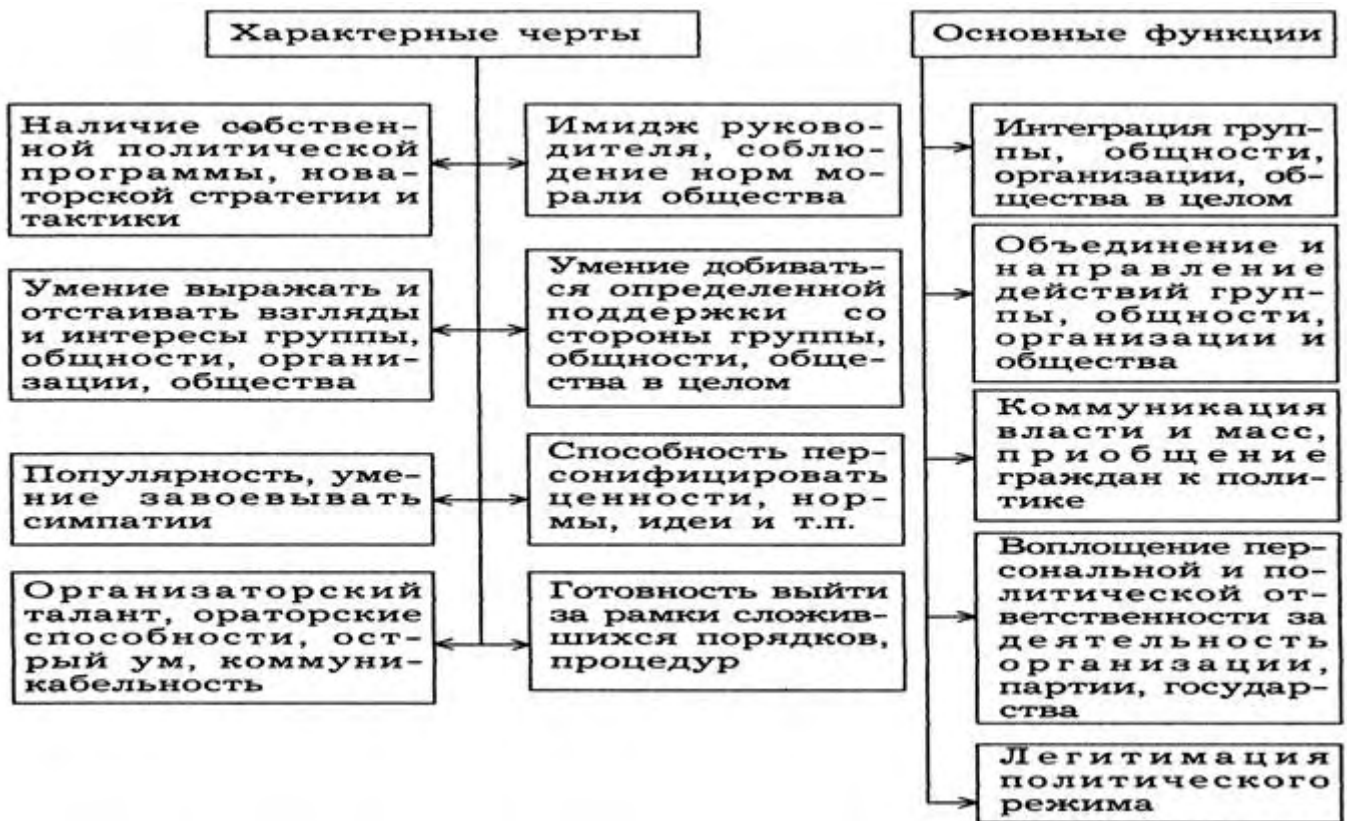 Характерные черты
Наличие собствен-
ной политической
программы, нова-
торской стратегии и
тактики
Имидж руково-
дителя, соблю-
дение норм мо-
рали общества
Умение выражать и
отстаивать взгляды
и интересы группы,
общности, органи-
зации, общества
Умение добивать-
ся определенной
поддержки со
стороны группы,
общности, обще-
ства в целом
Популярность, уме-
ние завоевывать
симпатии
Способность пер-
сонифицировать
ценности, нор-
мы, идеи и т.п.
Организаторский
талант, ораторские
способности, ост-
рый ум, коммуни-
кабельность
Готовность выйти
за рамки сложив-
шихся порядков,
процедур
Основные функции
Интеграция груп-
пы, общности,
организации, об-
щества в целом
Объединение и
направление
действий груп-
пы, общности,
организации и
общества
Коммуникация
власти и масс,
приобщение
граждан к поли-
тике
Воплощение пер-
сональной и по-
литической от-
ветственности за
деятельность
организации,
партии, государ-
ства
Легитимация
политического
режима